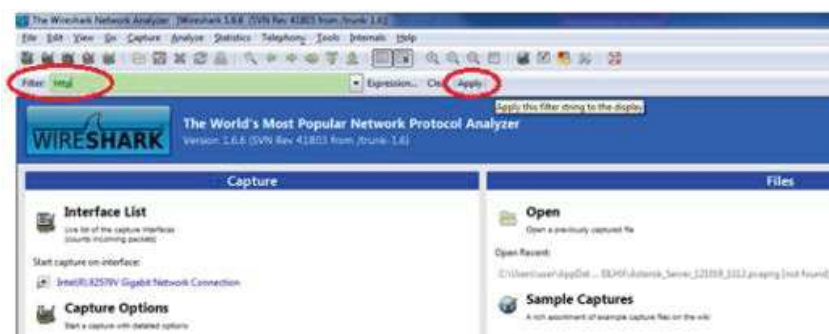 The Wireshark Network Analyzer [Wireshark 1.6.6 (SVN Rev 41803 from /trunk-1.6)]
File Edit View Go Capture Analyze Statistics Telephony Tools Internals Help
Filter: http Expression... Clear Apply
Apply this filter string to the display
WIRESHARK
The World's Most Popular Network Protocol Analyzer
Version 1.6.6 (SVN Rev 41803 from /trunk-1.6)
Capture
Files
Interface List
Live list of the capture interfaces
(counts incoming packets)
Start capture on interface:
Intel(R) 82579V Gigabit Network Connection
Capture Options
Start a capture with detailed options
Open
Open a previously captured file
Open Recent:
[not found]
Sample Captures
A rich assortment of example capture files on the wiki